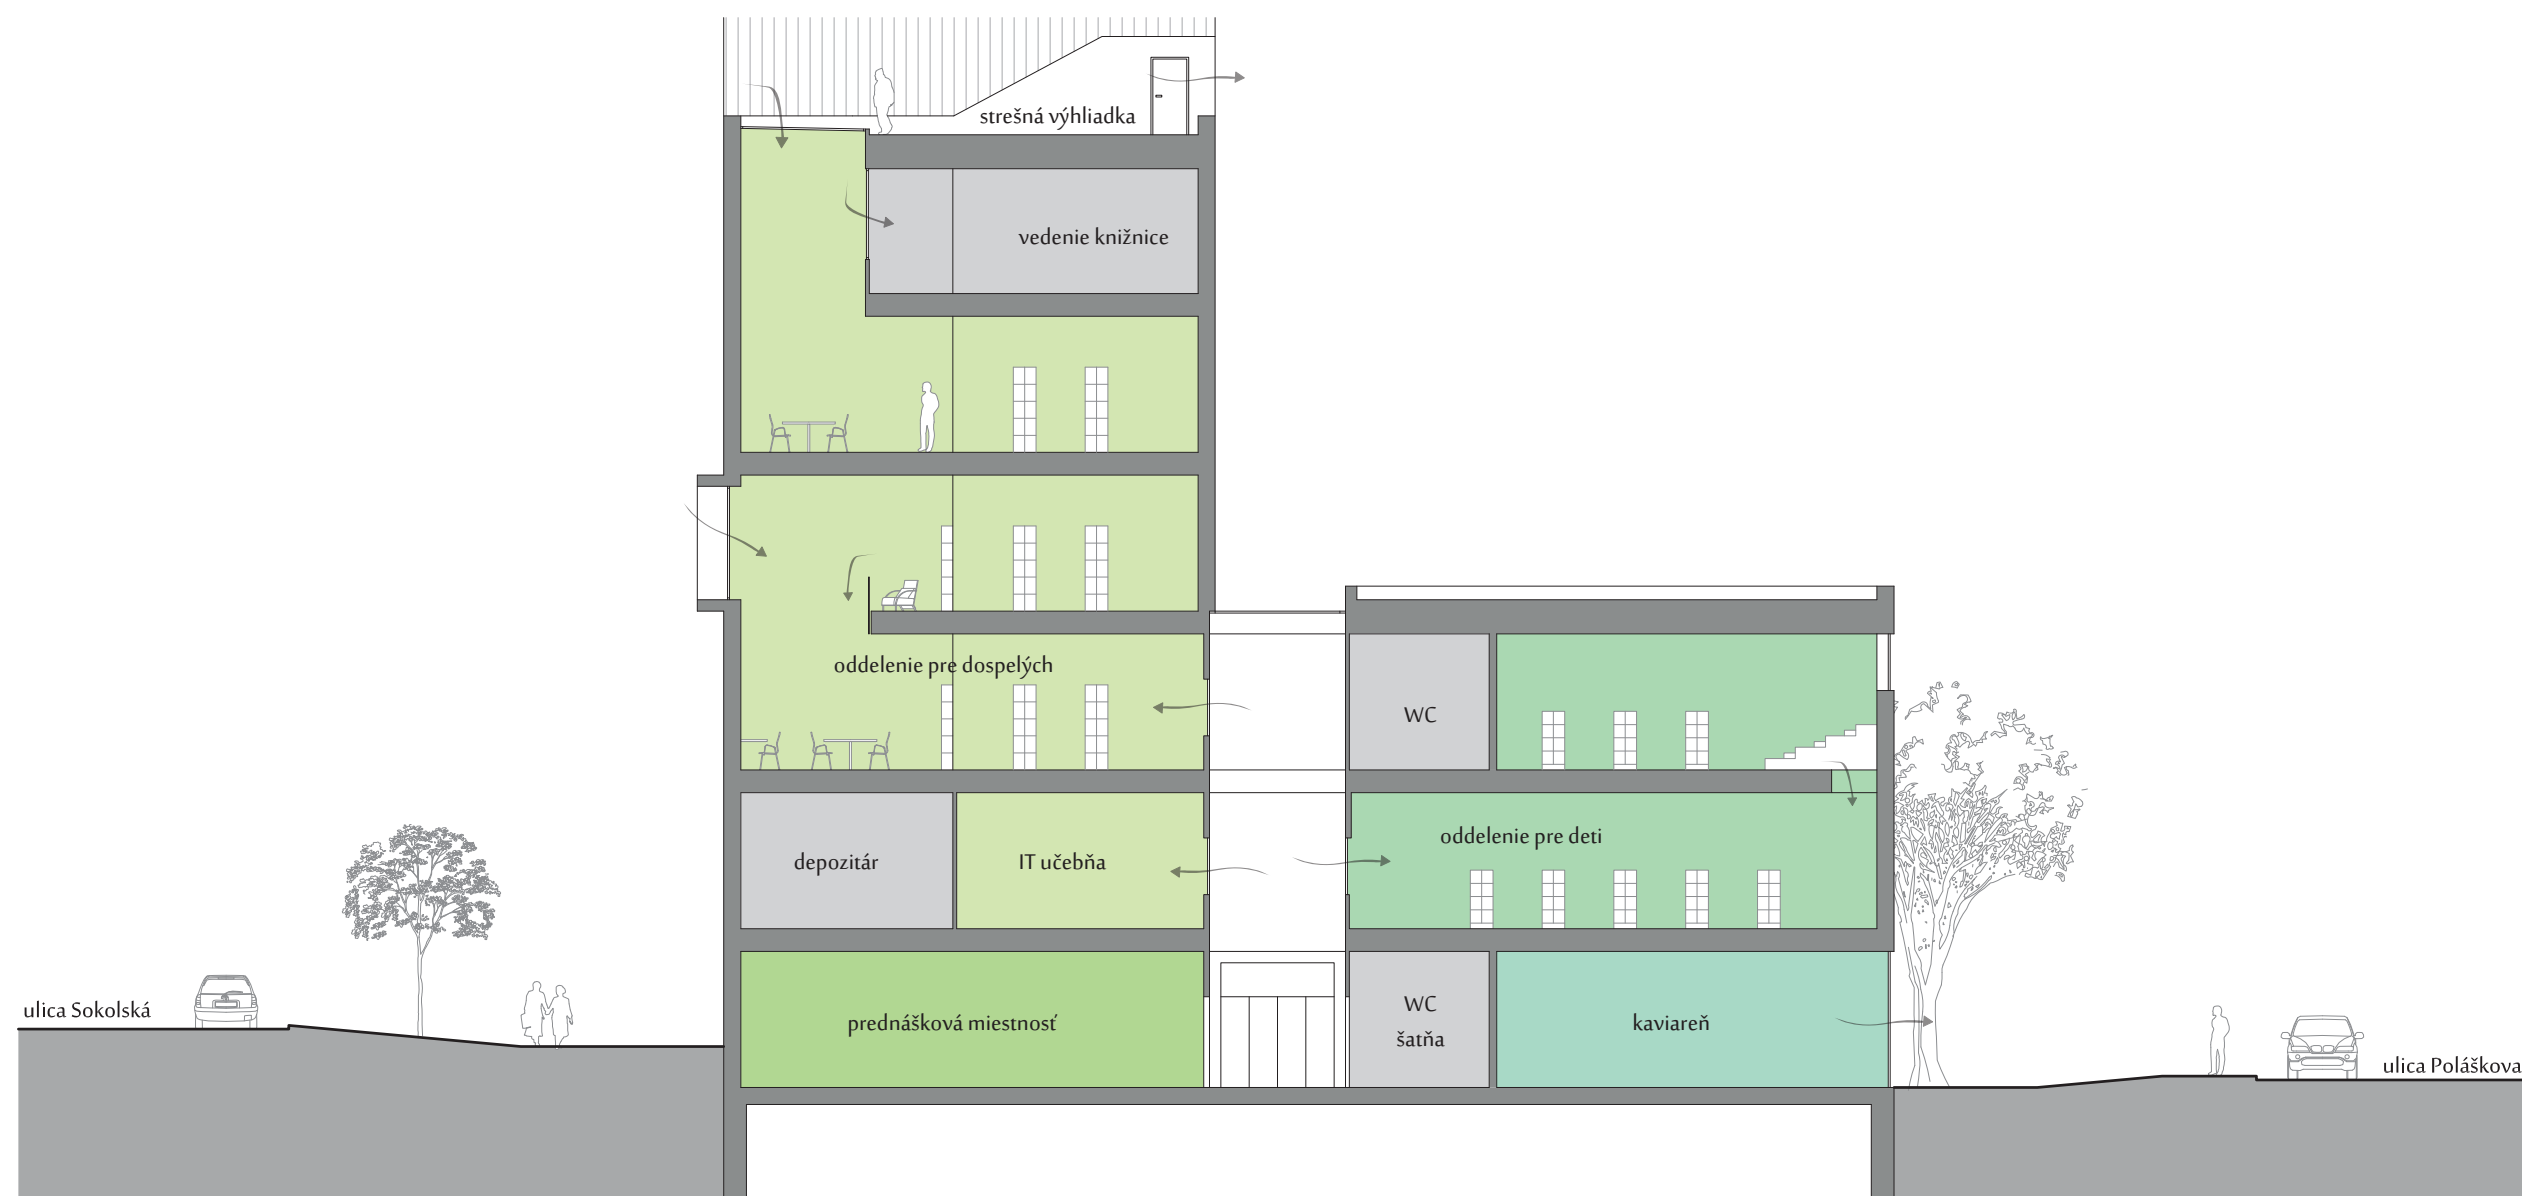 strešná výhliadka
vedenie knižnice
oddelenie pre dospelých
WC
oddelenie pre deti
depozitár
IT učebňa
ulica Sokolská
prednášková miestnosť
WC
šatňa
kaviareň
ulica Poláškova